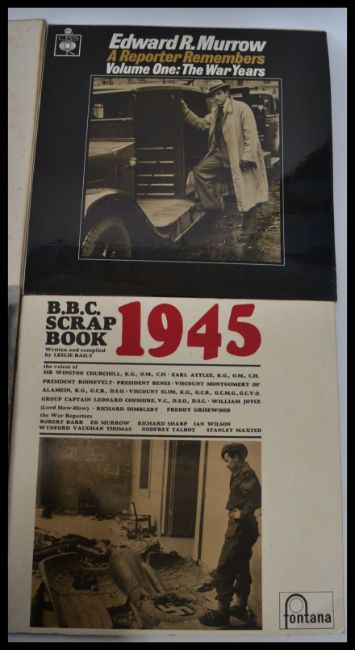 CBS
Edward R. Murrow
A Reporter Remembers
Volume One: The War Years
B.B.C.
SCRAP
BOOK 1945
Written and compiled
by LESLIE BAILY
the voices of
SIR WINSTON CHURCHILL, K.G., O.M., C.H. · EARL ATTLEE, K.G., O.M., C.H.
PRESIDENT ROOSEVELT · PRESIDENT BENES · VISCOUNT MONTGOMERY OF
ALAMEIN, K.G., G.C.B., D.S.O. · VISCOUNT SLIM, K.G., G.C.B., G.C.M.G., G.C.V.O.
GROUP CAPTAIN LEONARD CHESHIRE, V.C., D.S.O., D.S.C. · WILLIAM JOYCE
(Lord Haw-Haw) · RICHARD DIMBLEBY FREDDY GRISEWOOD
the War Reporters
ROBERT BARR ED MURROW RICHARD SHARP IAN WILSON
WYNFORD VAUGHAN THOMAS GODFREY TALBOT STANLEY MAXTED
fontana